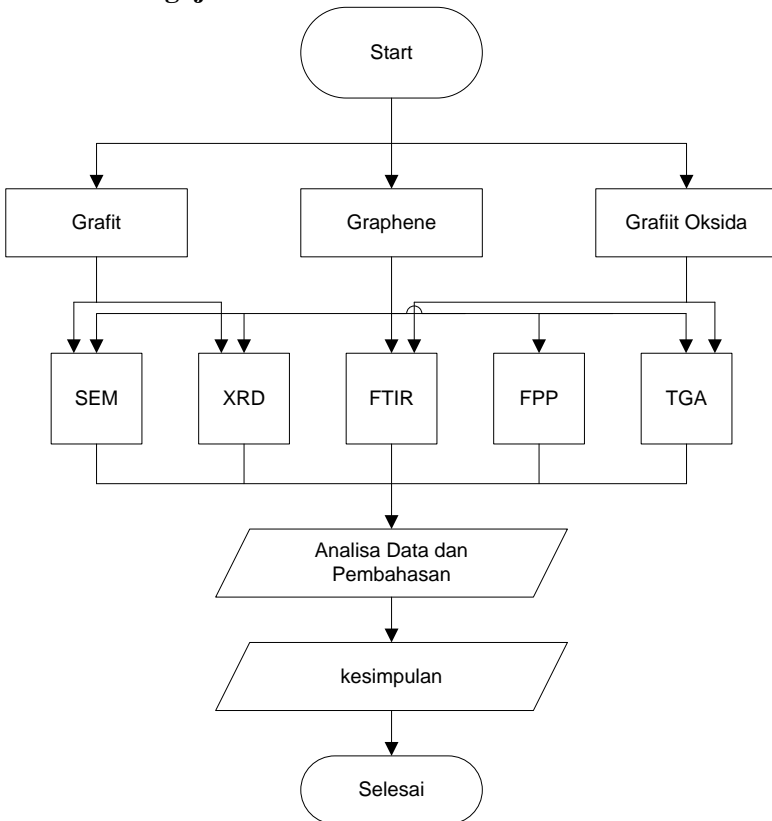 Start
Grafit
Graphene
Grafiit Oksida
SEM
XRD
FTIR
FPP
TGA
Analisa Data dan
Pembahasan
kesimpulan
Selesai